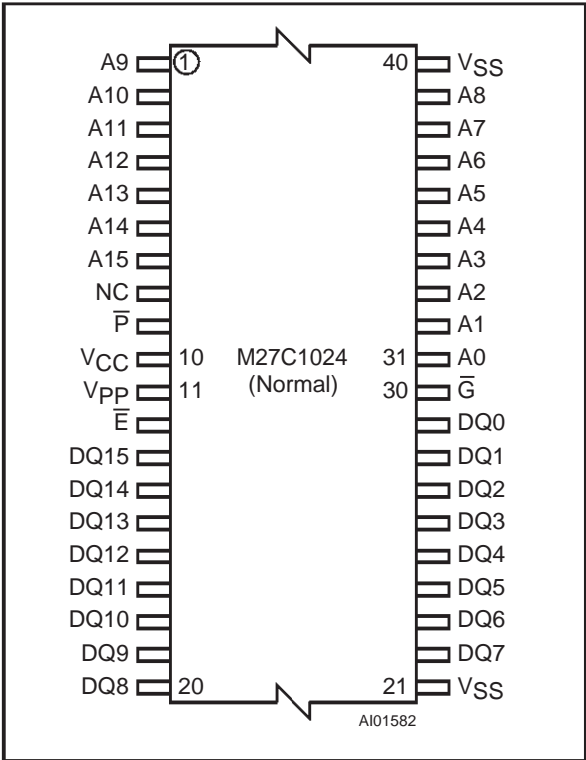 A9 1 40 VSS
A10 A8
A11 A7
A12 A6
A13 A5
A14 A4
A15 A3
NC A2
P̅ A1
VCC 10 M27C1024 31 A0
VPP 11 (Normal) 30 G̅
E̅ DQ0
DQ15 DQ1
DQ14 DQ2
DQ13 DQ3
DQ12 DQ4
DQ11 DQ5
DQ10 DQ6
DQ9 DQ7
DQ8 20 21 VSS
AI01582